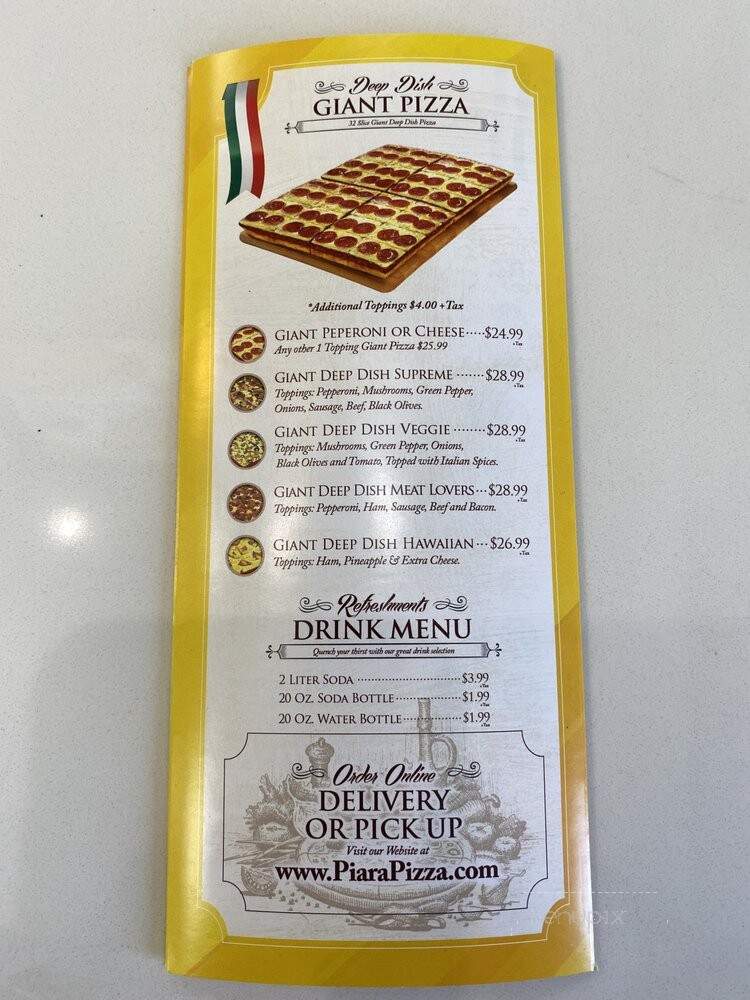 Deep Dish
GIANT PIZZA
32 Slice Giant Deep Dish Pizza
*Additional Toppings $4.00 +Tax
GIANT PEPERONI OR CHEESE·····$24.99
+Tax
Any other 1 Topping Giant Pizza $25.99
GIANT DEEP DISH SUPREME ·······$28.99
+Tax
Toppings: Pepperoni, Mushrooms, Green Pepper,
Onions, Sausage, Beef, Black Olives.
GIANT DEEP DISH VEGGIE ········$28.99
+Tax
Toppings: Mushrooms, Green Pepper, Onions,
Black Olives and Tomato, Topped with Italian Spices.
GIANT DEEP DISH MEAT LOVERS···$28.99
+Tax
Toppings: Pepperoni, Ham, Sausage, Beef and Bacon.
GIANT DEEP DISH HAWAIIAN···$26.99
+Tax
Toppings: Ham, Pineapple & Extra Cheese.
Refreshments
DRINK MENU
Quench your thirst with our great drink selection
2 LITER SODA ······························$3.99
+Tax
20 OZ. SODA BOTTLE···················$1.99
+Tax
20 OZ. WATER BOTTLE·················$1.99
+Tax
Order Online
DELIVERY
OR PICK UP
Visit our Website at
www.PiaraPizza.com
menupix